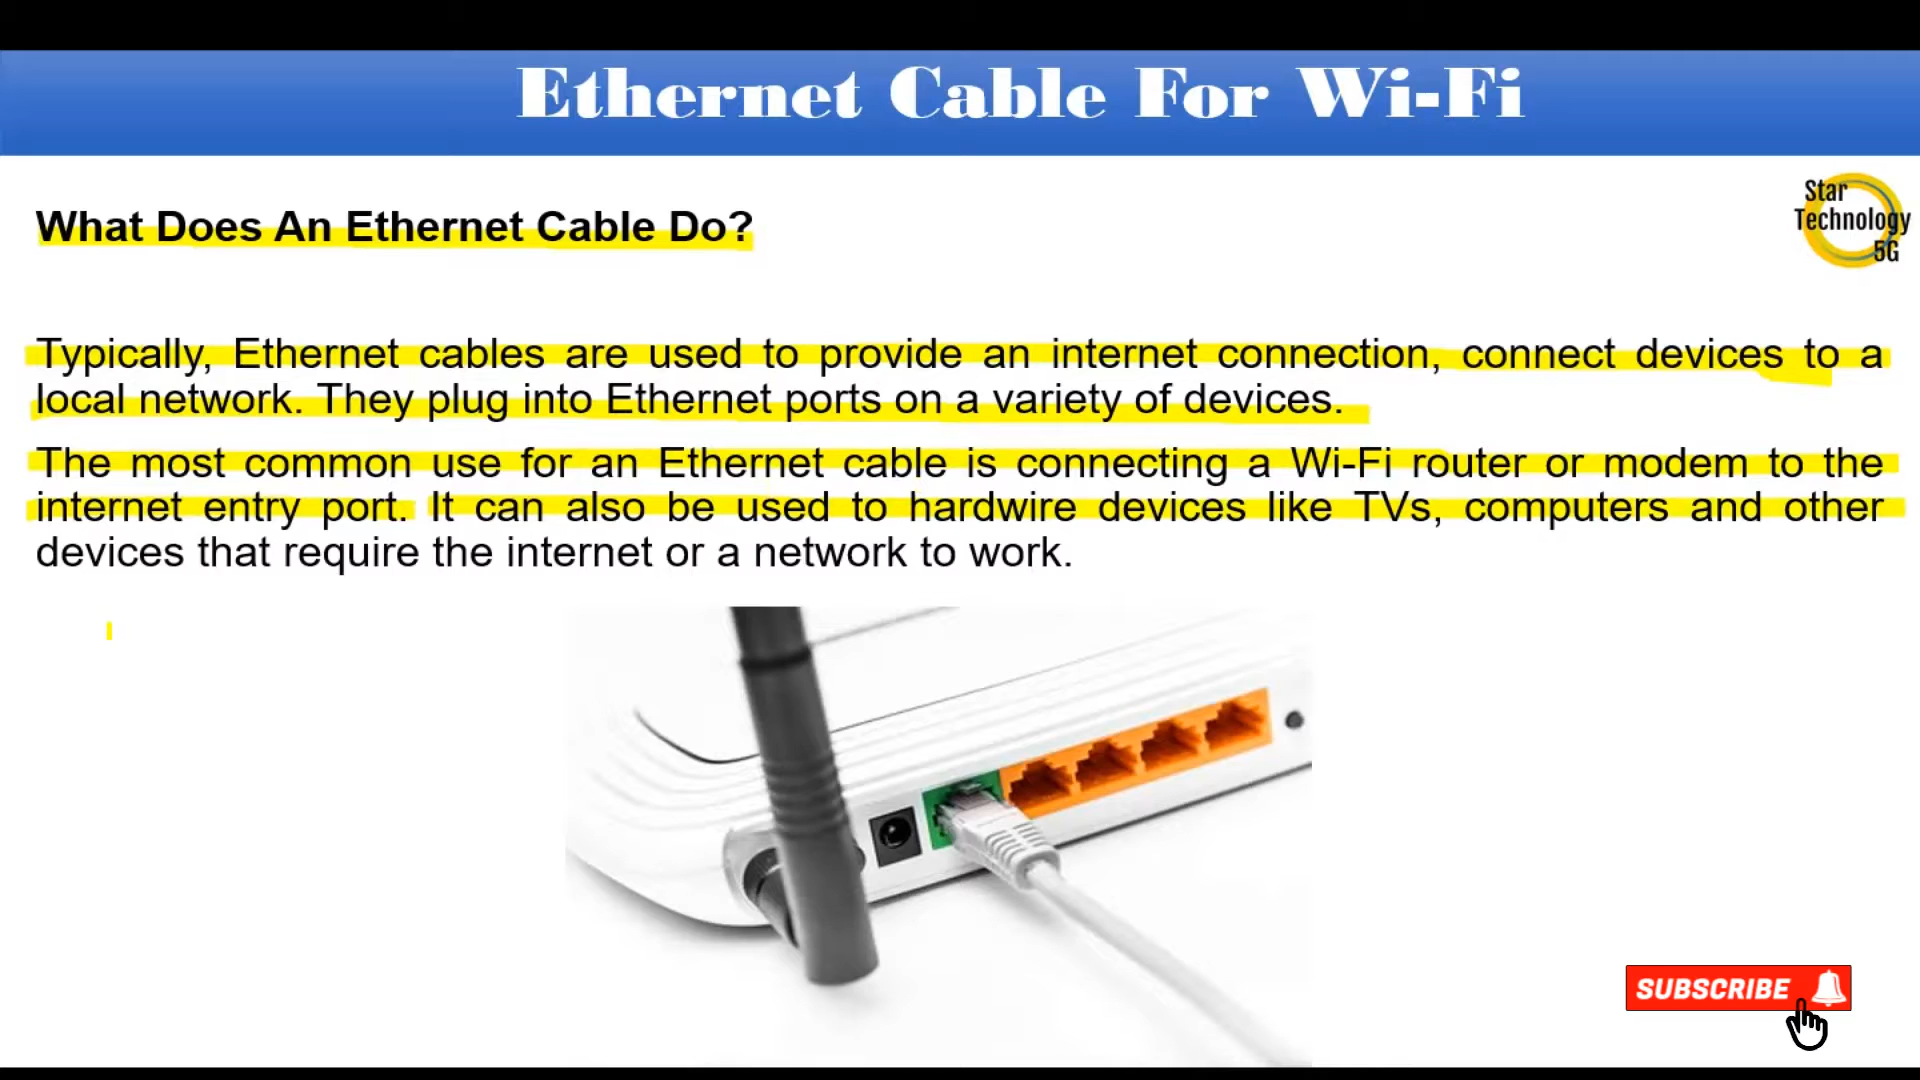 Ethernet Cable For Wi-Fi
What Does An Ethernet Cable Do?
Star
Technology
5G
Typically, Ethernet cables are used to provide an internet connection, connect devices to a
local network. They plug into Ethernet ports on a variety of devices.
The most common use for an Ethernet cable is connecting a Wi-Fi router or modem to the
internet entry port. It can also be used to hardwire devices like TVs, computers and other
devices that require the internet or a network to work.
SUBSCRIBE